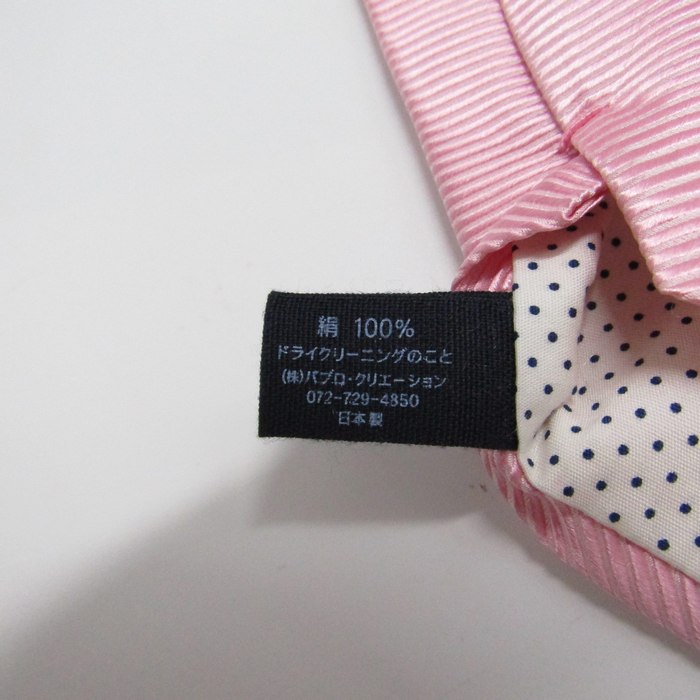 絹 100%
ドライクリーニングのこと
(株)パブロ・クリエーション
072-729-4850
日本製